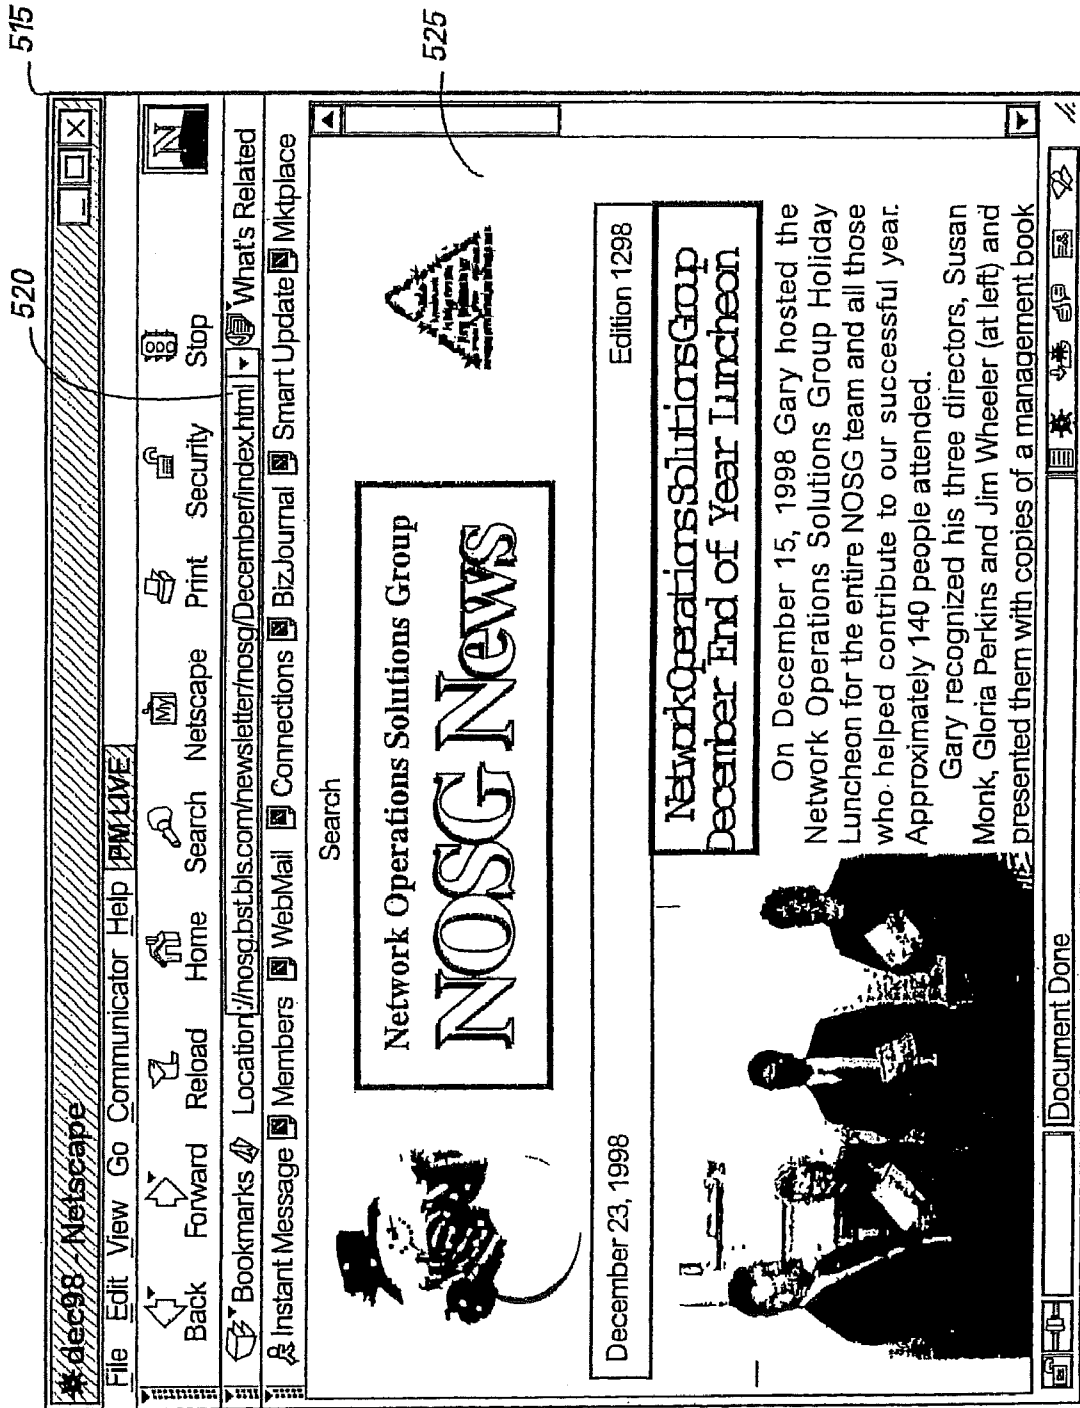 515
520
dec98 - Netscape
File Edit View Go Communicator Help PM LIVE
Back Forward Reload Home Search Netscape Print Security Stop
Bookmarks Location ://nosg.bst.bls.com/newsletter/nosg/December/index.html What's Related
Instant Message Members WebMail Connections BizJournal Smart Update Mktplace
525
Search
Network Operations Solutions Group
NOSG News
December 23, 1998 Edition 1298
Network Operations Solutions Group
December End of Year Luncheon
On December 15, 1998 Gary hosted the
Network Operations Solutions Group Holiday
Luncheon for the entire NOSG team and all those
who helped contribute to our successful year.
Approximately 140 people attended.
Gary recognized his three directors, Susan
Monk, Gloria Perkins and Jim Wheeler (at left) and
presented them with copies of a management book
Document Done